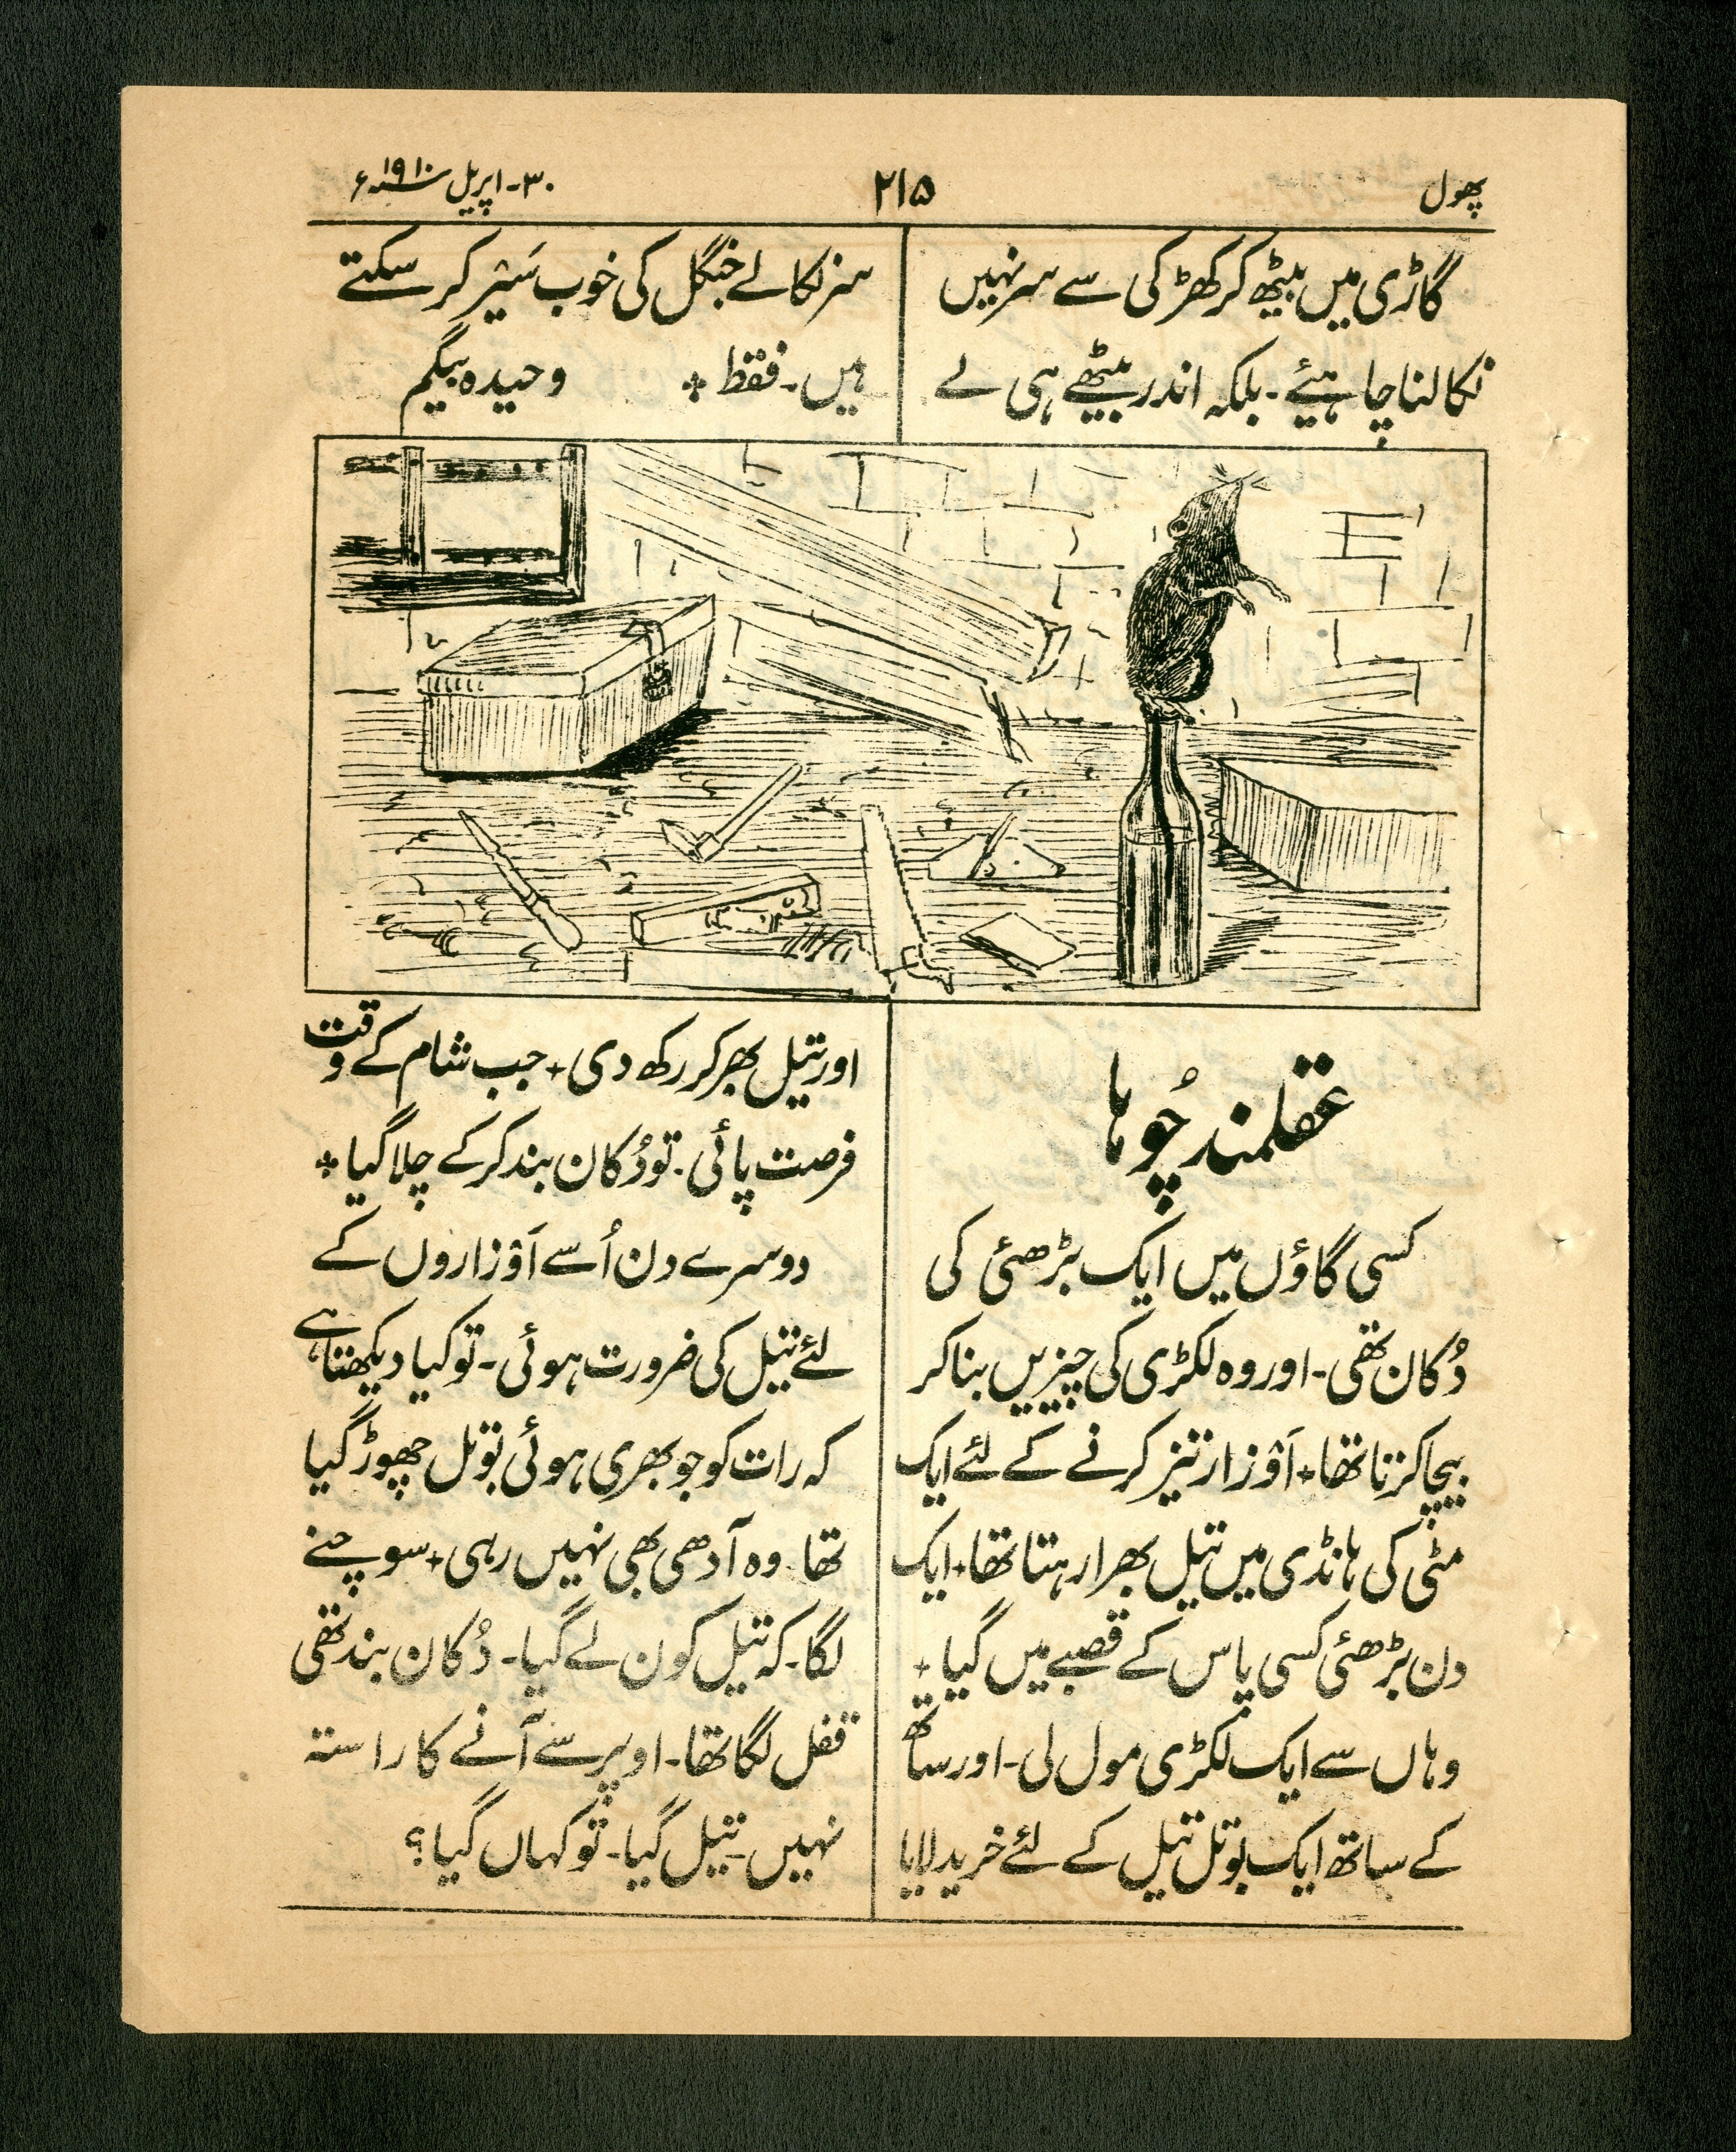 پھول
۲۱۵
۳۰۔اپریل سنہ ۱۹۱۰ء
گاڑی میں بیٹھ کر کھڑکی سے سر نہیں
نکالنا چاہئیے۔ بلکہ اندر بیٹھے ہی بے
سر نکالے جنگل کی خوب سَیر کر سکتے
ہیں۔ فقط ٭ وحیدہ بیگم
عقلمند چُوہا
کسی گاؤں میں ایک بڑھئی کی
دُکان تھی۔ اور وہ لکڑی کی چیزیں بنا کر
بیچا کرتا تھا+ اَوزار تیز کرنے کے لئے ایک
مٹی کی ہانڈی میں تیل بھرا رہتا تھا+ ایک
دن بڑھئی کسی پاس کے قصبے میں گیا+
وہاں سے ایک لکڑی مول لی۔ اور ساتھ
کے ساتھ ایک بوتل تیل کے لئے خرید لایا
اور تیل بھر کر رکھ دی+ جب شام کے وقت
فرصت پائی۔ تو دُکان بند کر کے چلا گیا٭
دوسرے دن اُسے اَوزاروں کے
لئے تیل کی ضرورت ہوئی۔ تو کیا دیکھتا ہے
کہ رات کو جو بھری ہوئی بوتل چھوڑ گیا
تھا۔ وہ آدھی بھی نہیں رہی+ سوچنے
لگا۔ کہ تیل کون لے گیا۔ دُکان بند تھی
قفل لگا تھا۔ اوپر سے آنے کا راستہ
نہیں۔ تیل گیا۔ تو کہاں گیا؟